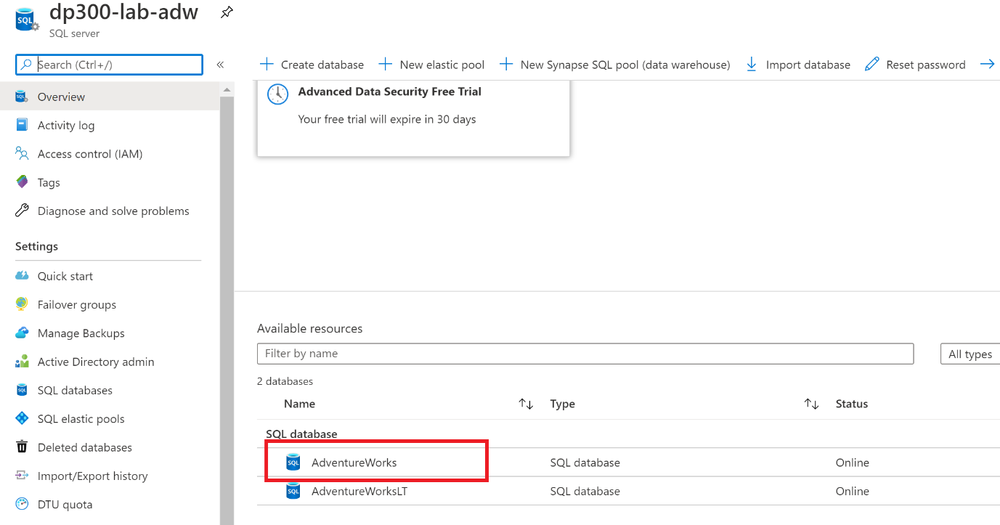 dp300-lab-adw
SQL server
Search (Ctrl+/)
«
Create database
New elastic pool
New Synapse SQL pool (data warehouse)
Import database
Reset password
Overview
Activity log
Access control (IAM)
Tags
Diagnose and solve problems
Settings
Quick start
Failover groups
Manage Backups
Active Directory admin
SQL databases
SQL elastic pools
Deleted databases
Import/Export history
DTU quota
Advanced Data Security Free Trial
Your free trial will expire in 30 days
Available resources
Filter by name
All types
2 databases
Name Type Status
SQL database
AdventureWorks SQL database Online
AdventureWorksLT SQL database Online